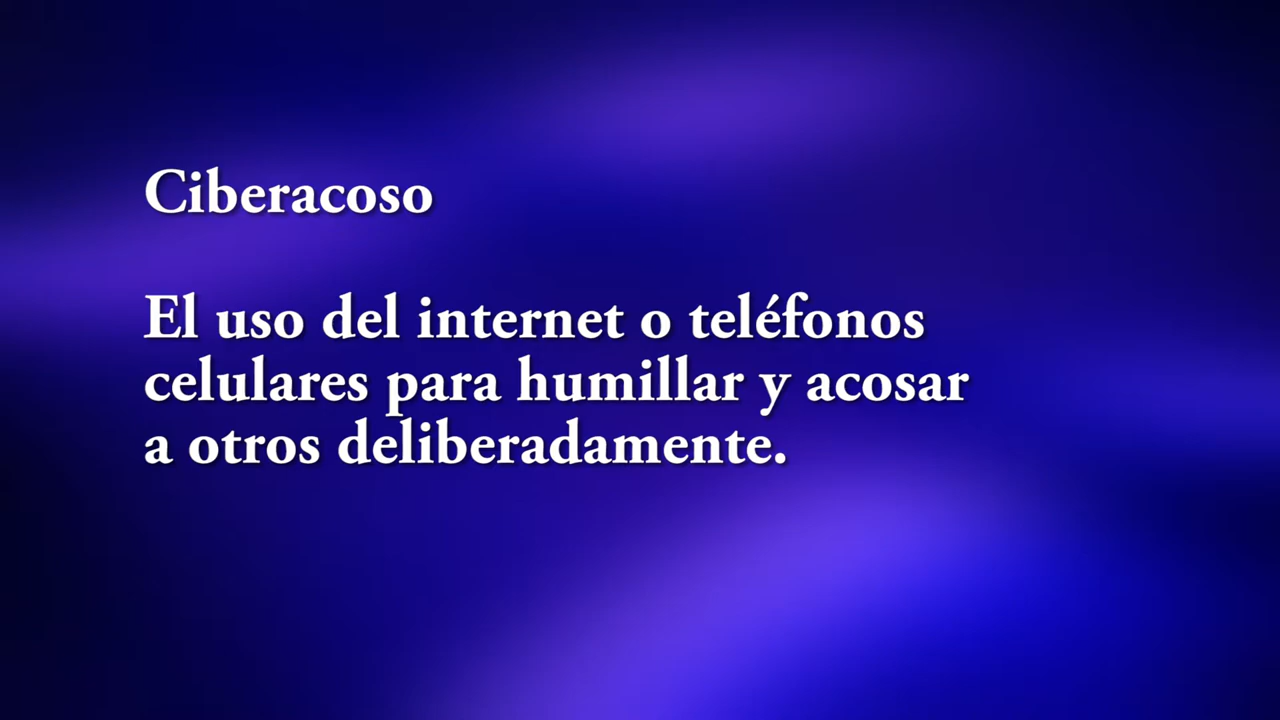 Ciberacoso
El uso del internet o teléfonos
celulares para humillar y acosar
a otros deliberadamente.